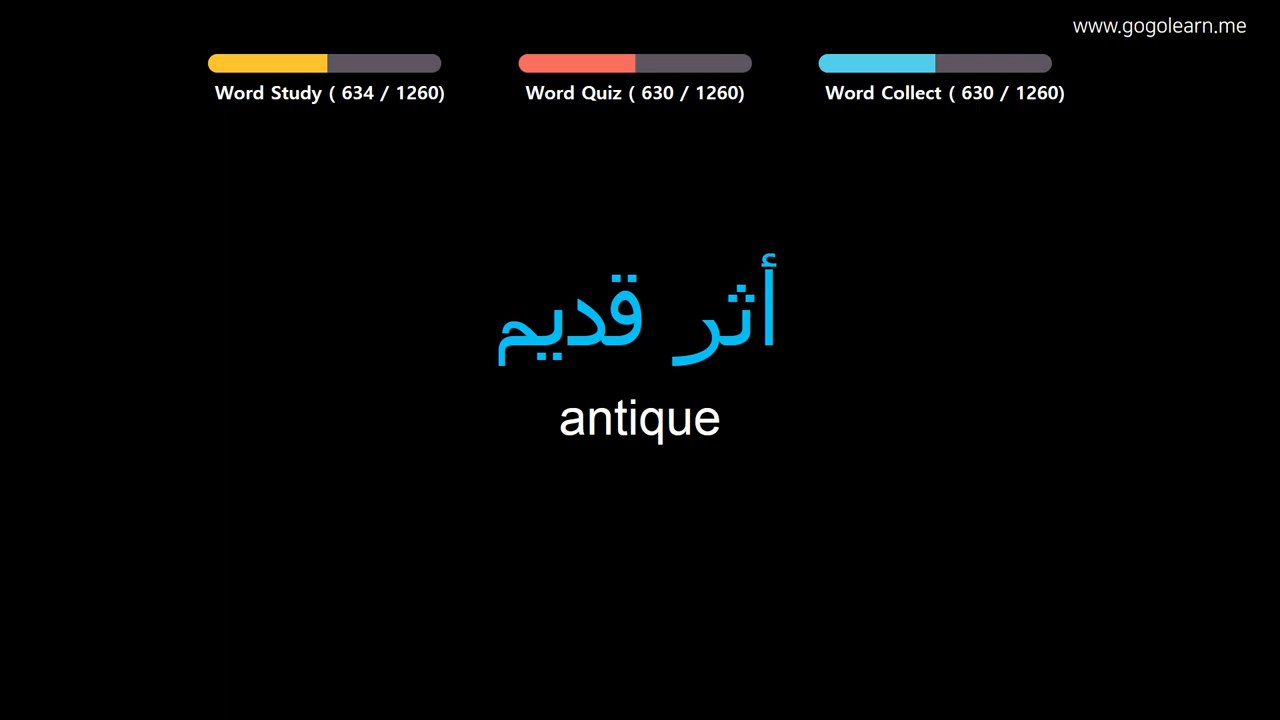 www.gogolearn.me
Word Study ( 634 / 1260)
Word Quiz ( 630 / 1260)
Word Collect ( 630 / 1260)
أثر قديم
antique